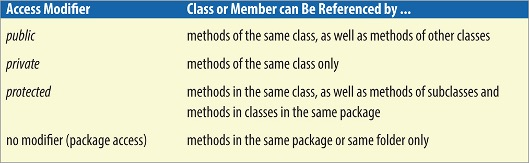 Access Modifier Class or Member can Be Referenced by ...
public methods of the same class, as well as methods of other classes
private methods of the same class only
protected methods in the same class, as well as methods of subclasses and
methods in classes in the same package
no modifier (package access) methods in the same package or same folder only